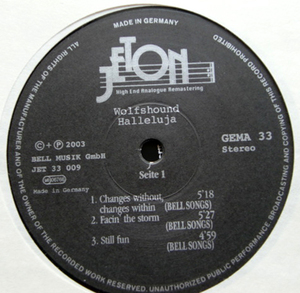 MADE IN GERMANY
ALL RIGHTS OF THE MANUFACTURER AND OF THE OWNER OF THE RECORDED WORK RESERVED. UNAUTHORIZED PUBLIC PERFORMANCE, BROADCASTING AND COPYING OF THIS RECORD PROHIBITED
JETON
High End Analogue Remastering
Wolfshound
Halleluja
© + ℗ 2003
BELL MUSIK GmbH
JET 33 009
Made in Germany
GEMA 33
Stereo
Seite 1
1. Changes without, 5'18
changes within (BELL SONGS)
2. Facin' the storm 5'27
(BELL SONGS)
3. Still fun 4'59
(BELL SONGS)